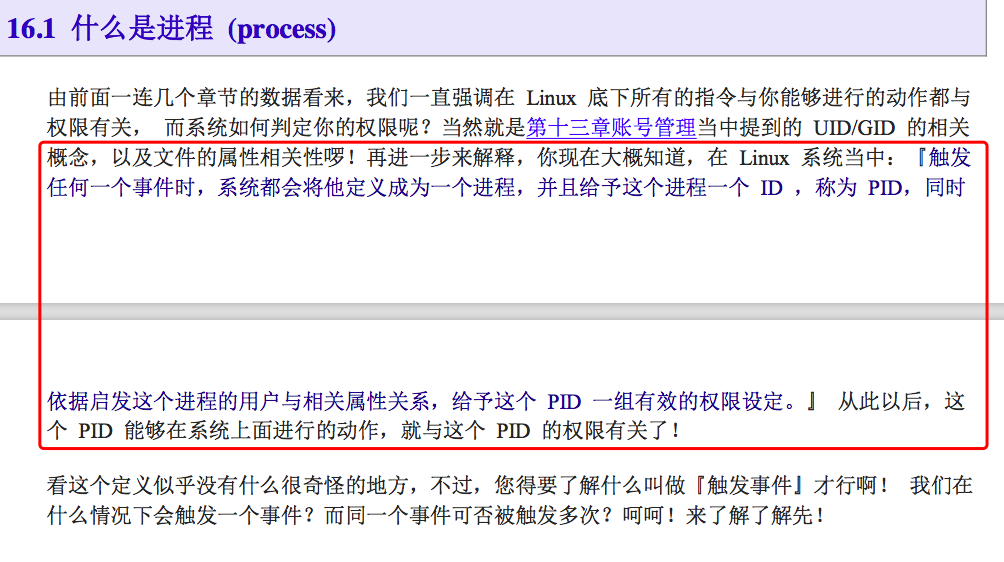 16.1 什么是进程 (process)
由前面一连几个章节的数据看来，我们一直强调在 Linux 底下所有的指令与你能够进行的动作都与
权限有关， 而系统如何判定你的权限呢？当然就是第十三章账号管理当中提到的 UID/GID 的相关
概念，以及文件的属性相关性啰！再进一步来解释，你现在大概知道，在 Linux 系统当中：『触发
任何一个事件时，系统都会将他定义成为一个进程，并且给予这个进程一个 ID ，称为 PID，同时
依据启发这个进程的用户与相关属性关系，给予这个 PID 一组有效的权限设定。』 从此以后，这
个 PID 能够在系统上面进行的动作，就与这个 PID 的权限有关了！
看这个定义似乎没有什么很奇怪的地方，不过，您得要了解什么叫做『触发事件』才行啊！ 我们在
什么情况下会触发一个事件？而同一个事件可否被触发多次？呵呵！来了解了解先！